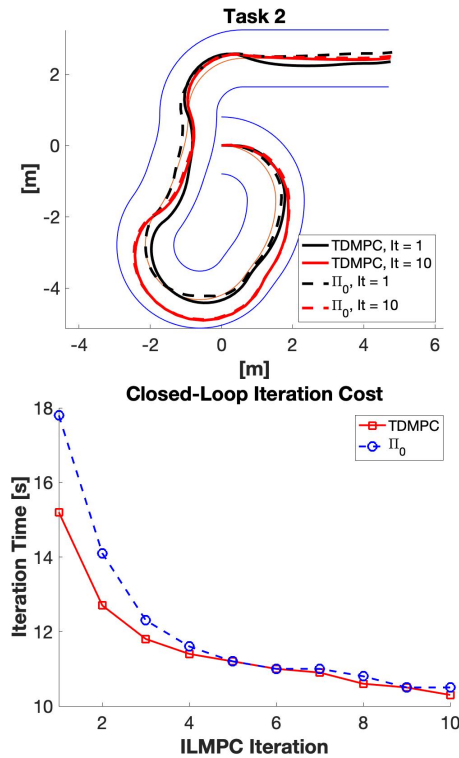 Task 2
2
0
-2
-4
[m]
TDMPC, It = 1
TDMPC, It = 10
Π₀, It = 1
Π₀, It = 10
-4 -2 0 2 4 6
[m]
Closed-Loop Iteration Cost
18
16
14
12
10
Iteration Time [s]
TDMPC
Π₀
2 4 6 8 10
ILMPC Iteration